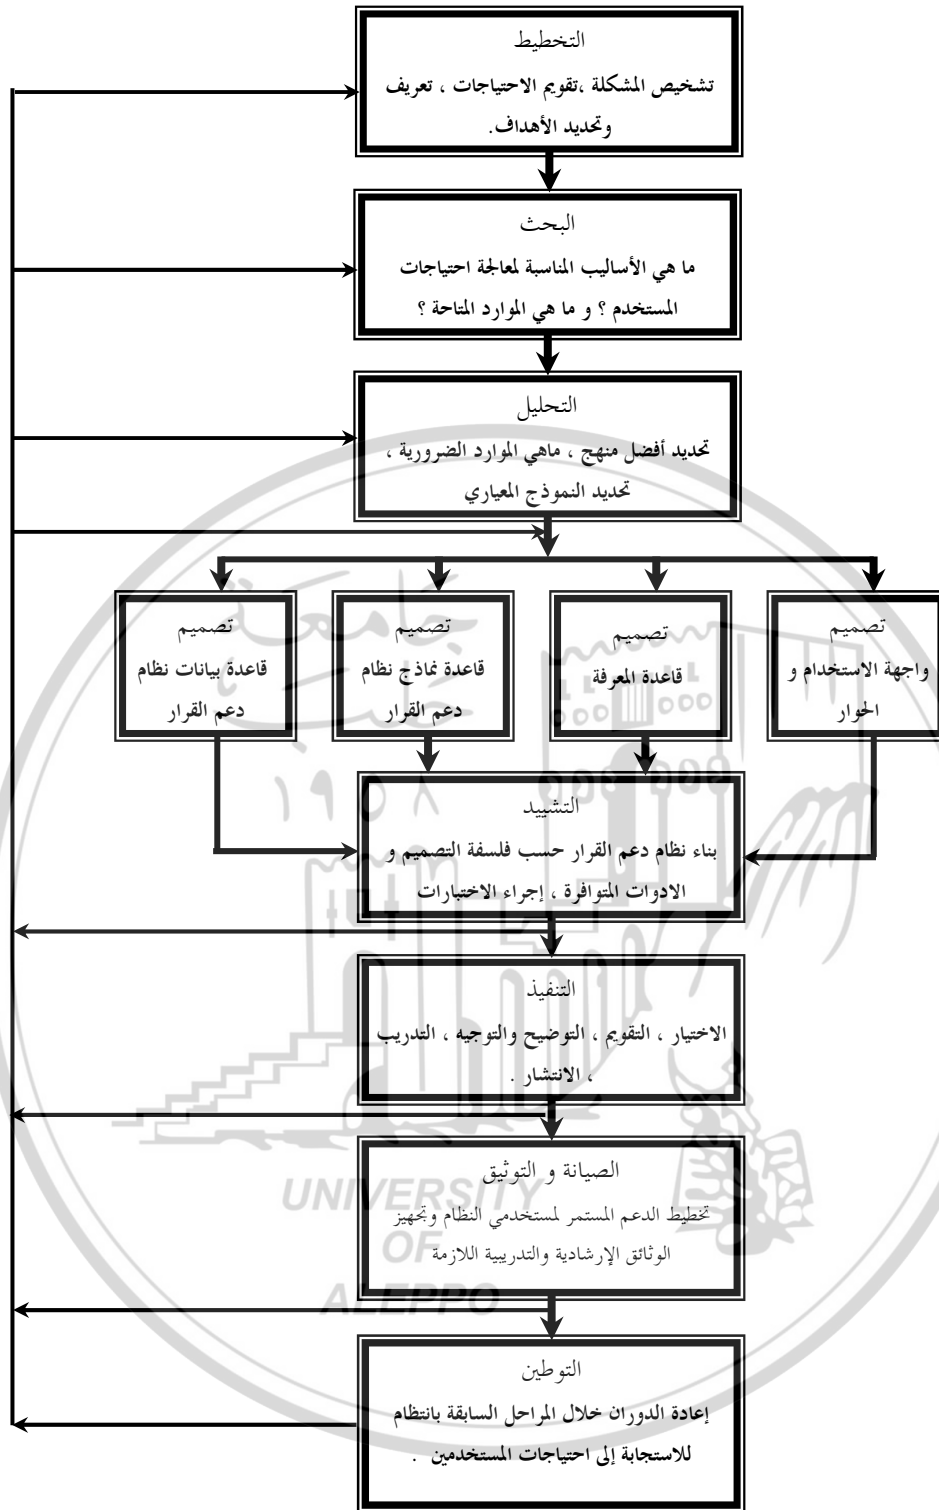 التخطيط
تشخيص المشكلة ،تقويم الاحتياجات ، تعريف
وتحديد الأهداف.
البحث
ما هي الأساليب المناسبة لمعالجة احتياجات
المستخدم ؟ و ما هي الموارد المتاحة ؟
التحليل
تحديد أفضل منهج ، ماهي الموارد الضرورية ،
تحديد النموذج المعياري
تصميم
واجهة الاستخدام و
الحوار
تصميم
قاعدة المعرفة
تصميم
قاعدة نماذج نظام
دعم القرار
تصميم
قاعدة بيانات نظام
دعم القرار
التشييد
بناء نظام دعم القرار حسب فلسفة التصميم و
الادوات المتوافرة ، إجراء الاختبارات
التنفيذ
الاختيار ، التقويم ، التوضيح والتوجيه ، التدريب
، الانتشار .
الصيانة و التوثيق
تخطيط الدعم المستمر لمستخدمي النظام وتجهيز
الوثائق الإرشادية والتدريبية اللازمة
التوطين
إعادة الدوران خلال المراحل السابقة بانتظام
للاستجابة إلى احتياجات المستخدمين .
جامعة
حلب
١٩٥٨
UNIVERSITY
OF
ALEPPO